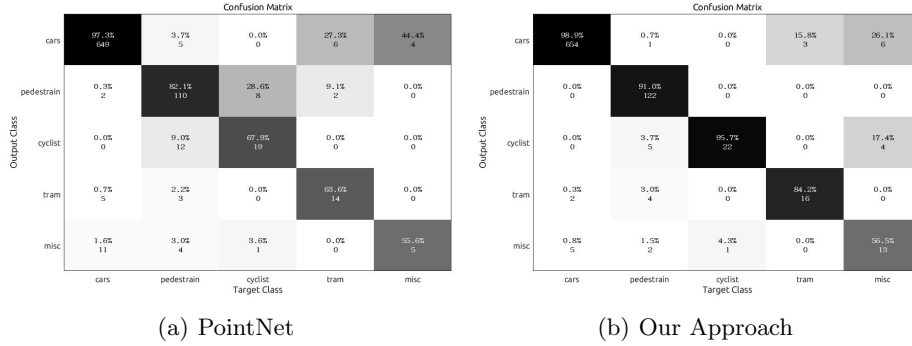 Confusion Matrix
cars 97.3% 3.7% 0.0% 27.3% 44.4%
649 5 0 6 4
pedestrain 0.3% 82.1% 28.6% 9.1% 0.0%
2 110 8 2 0
cyclist 0.0% 9.0% 67.9% 0.0% 0.0%
0 12 19 0 0
tram 0.7% 2.2% 0.0% 63.6% 0.0%
5 3 0 14 0
misc 1.6% 3.0% 3.6% 0.0% 55.6%
11 4 1 0 5
Output Class
cars pedestrain cyclist tram misc
Target Class
(a) PointNet
Confusion Matrix
cars 98.9% 0.7% 0.0% 15.8% 26.1%
654 1 0 3 6
pedestrain 0.0% 91.0% 0.0% 0.0% 0.0%
0 122 0 0 0
cyclist 0.0% 3.7% 95.7% 0.0% 17.4%
0 5 22 0 4
tram 0.3% 3.0% 0.0% 84.2% 0.0%
2 4 0 16 0
misc 0.8% 1.5% 4.3% 0.0% 56.5%
5 2 1 0 13
Output Class
cars pedestrain cyclist tram misc
Target Class
(b) Our Approach